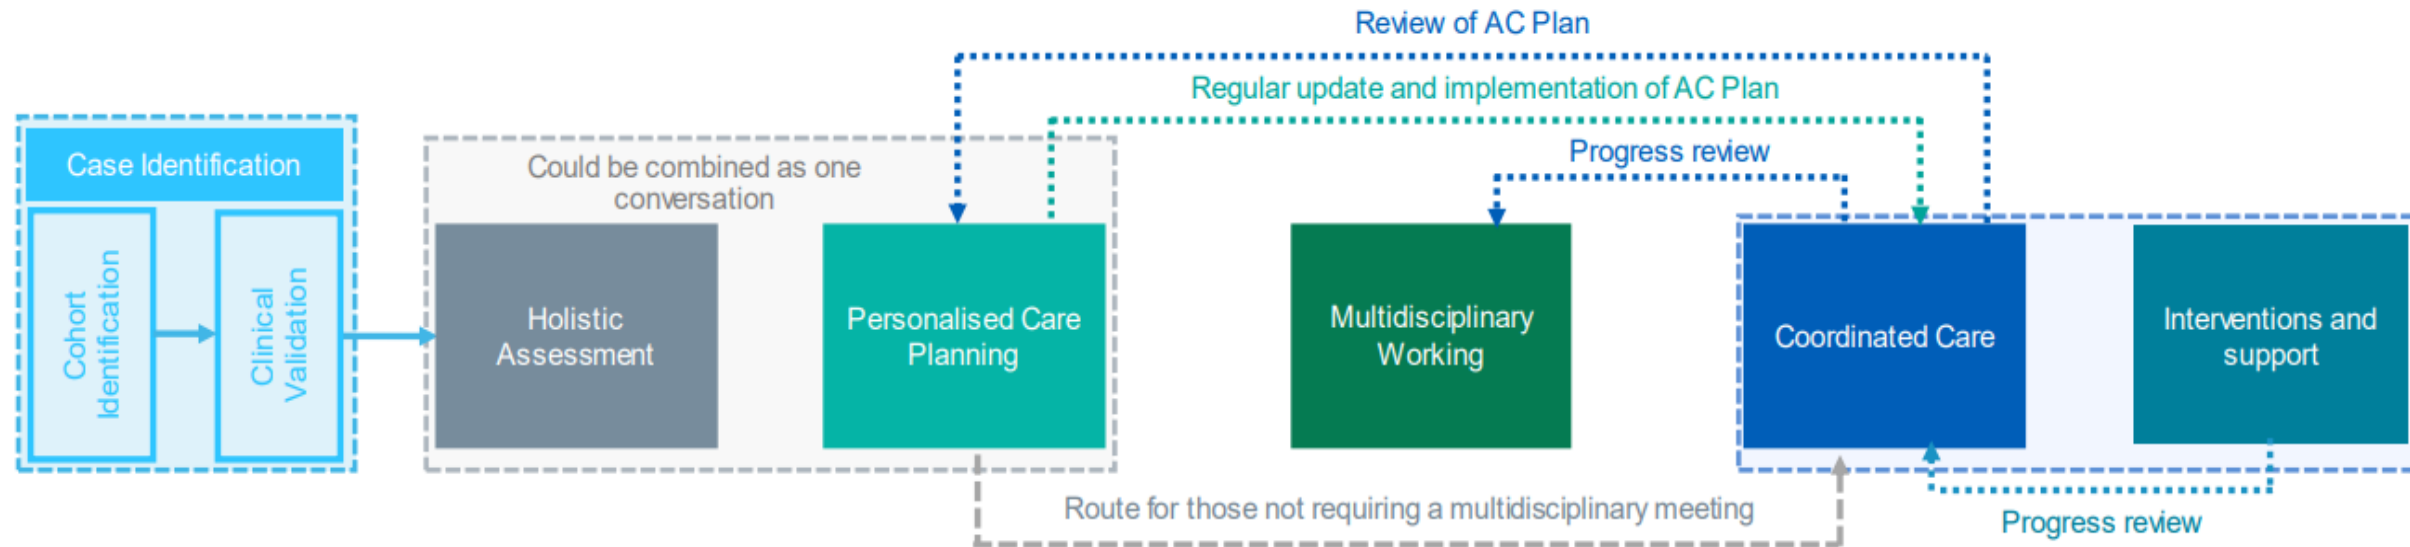 Review of AC Plan
Regular update and implementation of AC Plan
Progress review
Case Identification
Could be combined as one
conversation
Cohort
Identification
Clinical
Validation
Holistic
Assessment
Personalised Care
Planning
Multidisciplinary
Working
Coordinated Care
Interventions and
support
Route for those not requiring a multidisciplinary meeting
Progress review